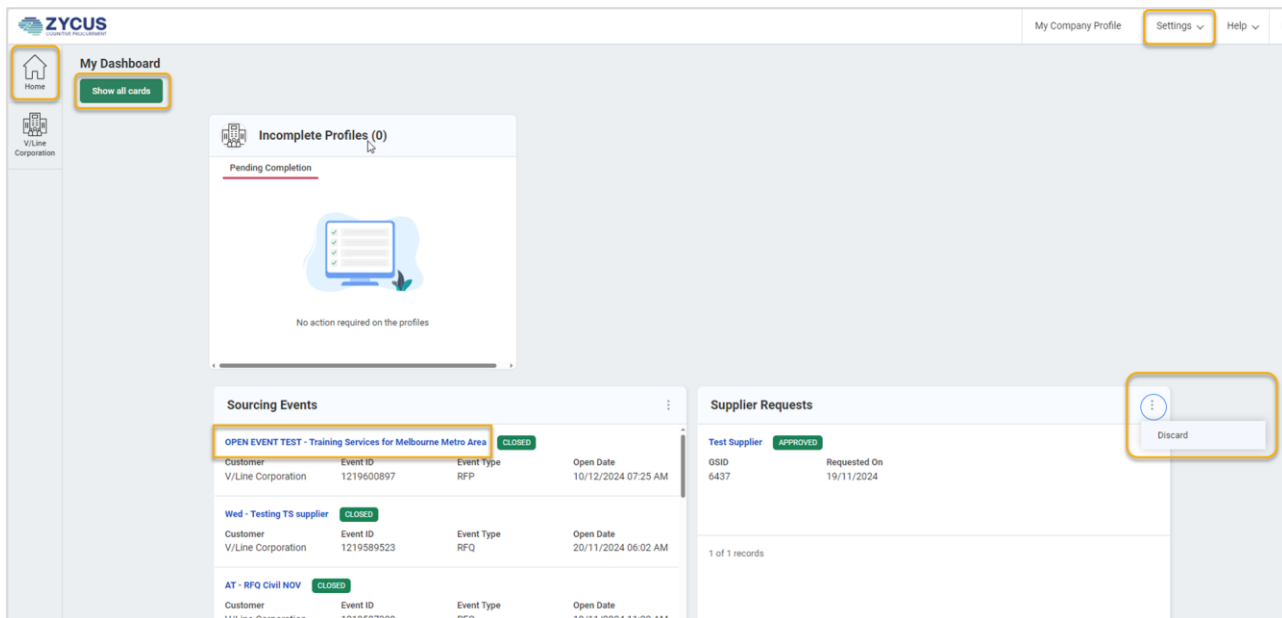 ZYCUS
COGNITIVE PROCUREMENT
My Company Profile
Settings
Help
Home
V/Line
Corporation
My Dashboard
Show all cards
Incomplete Profiles (0)
Pending Completion
No action required on the profiles
Sourcing Events
OPEN EVENT TEST - Training Services for Melbourne Metro Area CLOSED
Customer Event ID Event Type Open Date
V/Line Corporation 1219600897 RFP 10/12/2024 07:25 AM
Wed - Testing TS supplier CLOSED
Customer Event ID Event Type Open Date
V/Line Corporation 1219589523 RFQ 20/11/2024 06:02 AM
AT - RFQ Civil NOV CLOSED
Customer Event ID Event Type Open Date
V/Line Corporation
Supplier Requests
Discard
Test Supplier APPROVED
GSID Requested On
6437 19/11/2024
1 of 1 records